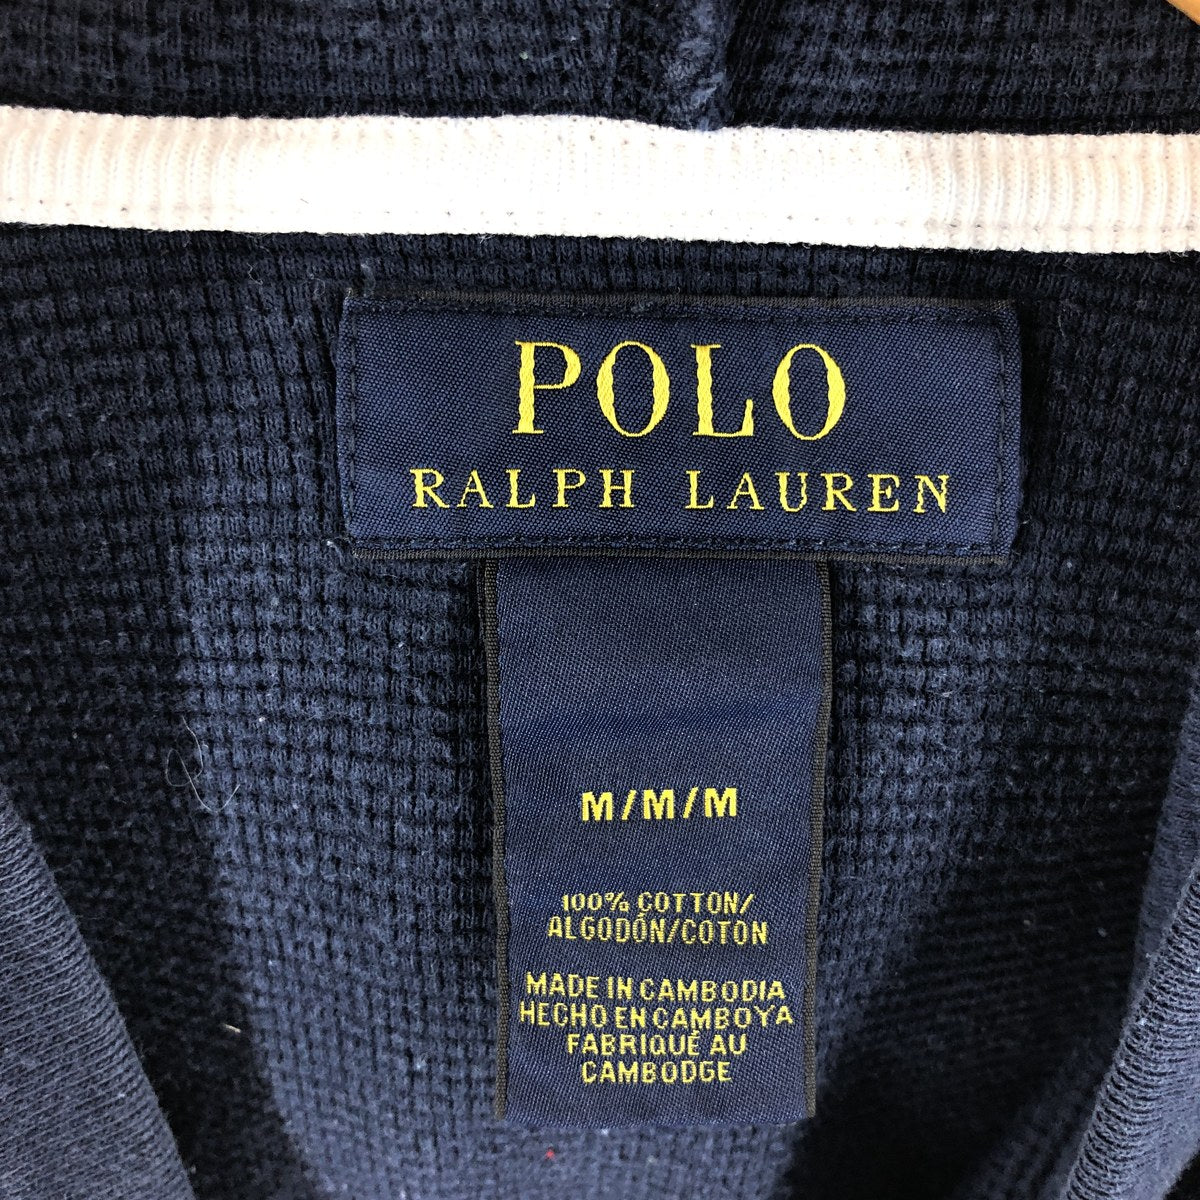 POLO
RALPH LAUREN
M/M/M
100% COTTON/
ALGODÓN/COTON
MADE IN CAMBODIA
HECHO EN CAMBOYA
FABRIQUÉ AU
CAMBODGE